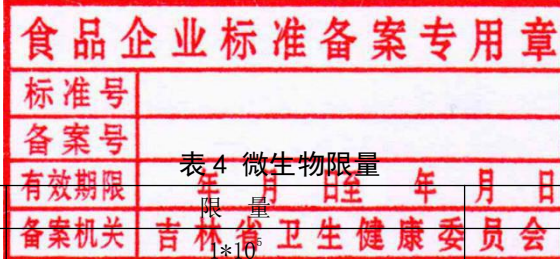 食品企业标准备案专用章
标准号
备案号
表4 微生物限量
有效期限 年 月 日至 年 月 日
限 量
备案机关 吉林省卫生健康委员会
1*10⁵